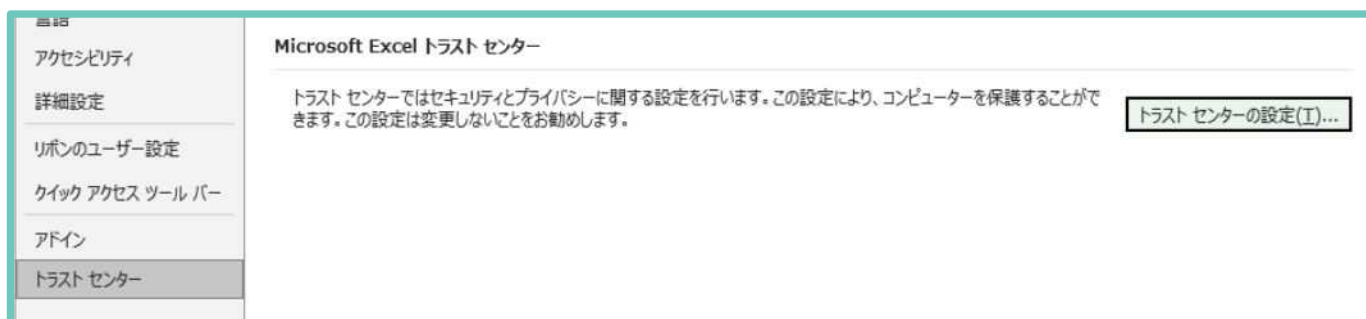 言語
アクセシビリティ
詳細設定
リボンのユーザー設定
クイック アクセス ツール バー
アドイン
トラスト センター
Microsoft Excel トラスト センター
トラスト センターではセキュリティとプライバシーに関する設定を行います。この設定により、コンピューターを保護することがで
きます。この設定は変更しないことをお勧めします。
トラスト センターの設定(T)...